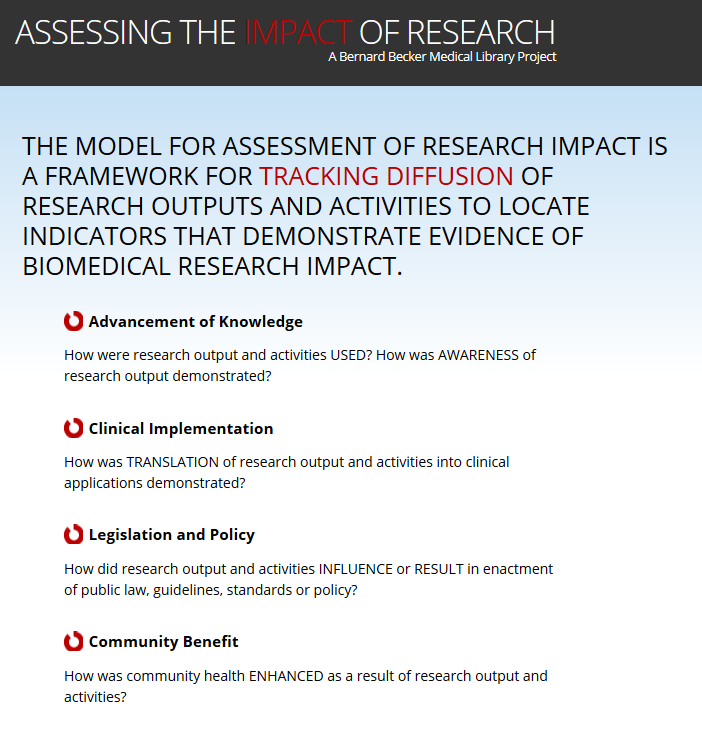 ASSESSING THE IMPACT OF RESEARCH
A Bernard Becker Medical Library Project
THE MODEL FOR ASSESSMENT OF RESEARCH IMPACT IS
A FRAMEWORK FOR TRACKING DIFFUSION OF
RESEARCH OUTPUTS AND ACTIVITIES TO LOCATE
INDICATORS THAT DEMONSTRATE EVIDENCE OF
BIOMEDICAL RESEARCH IMPACT.
Advancement of Knowledge
How were research output and activities USED? How was AWARENESS of
research output demonstrated?
Clinical Implementation
How was TRANSLATION of research output and activities into clinical
applications demonstrated?
Legislation and Policy
How did research output and activities INFLUENCE or RESULT in enactment
of public law, guidelines, standards or policy?
Community Benefit
How was community health ENHANCED as a result of research output and
activities?